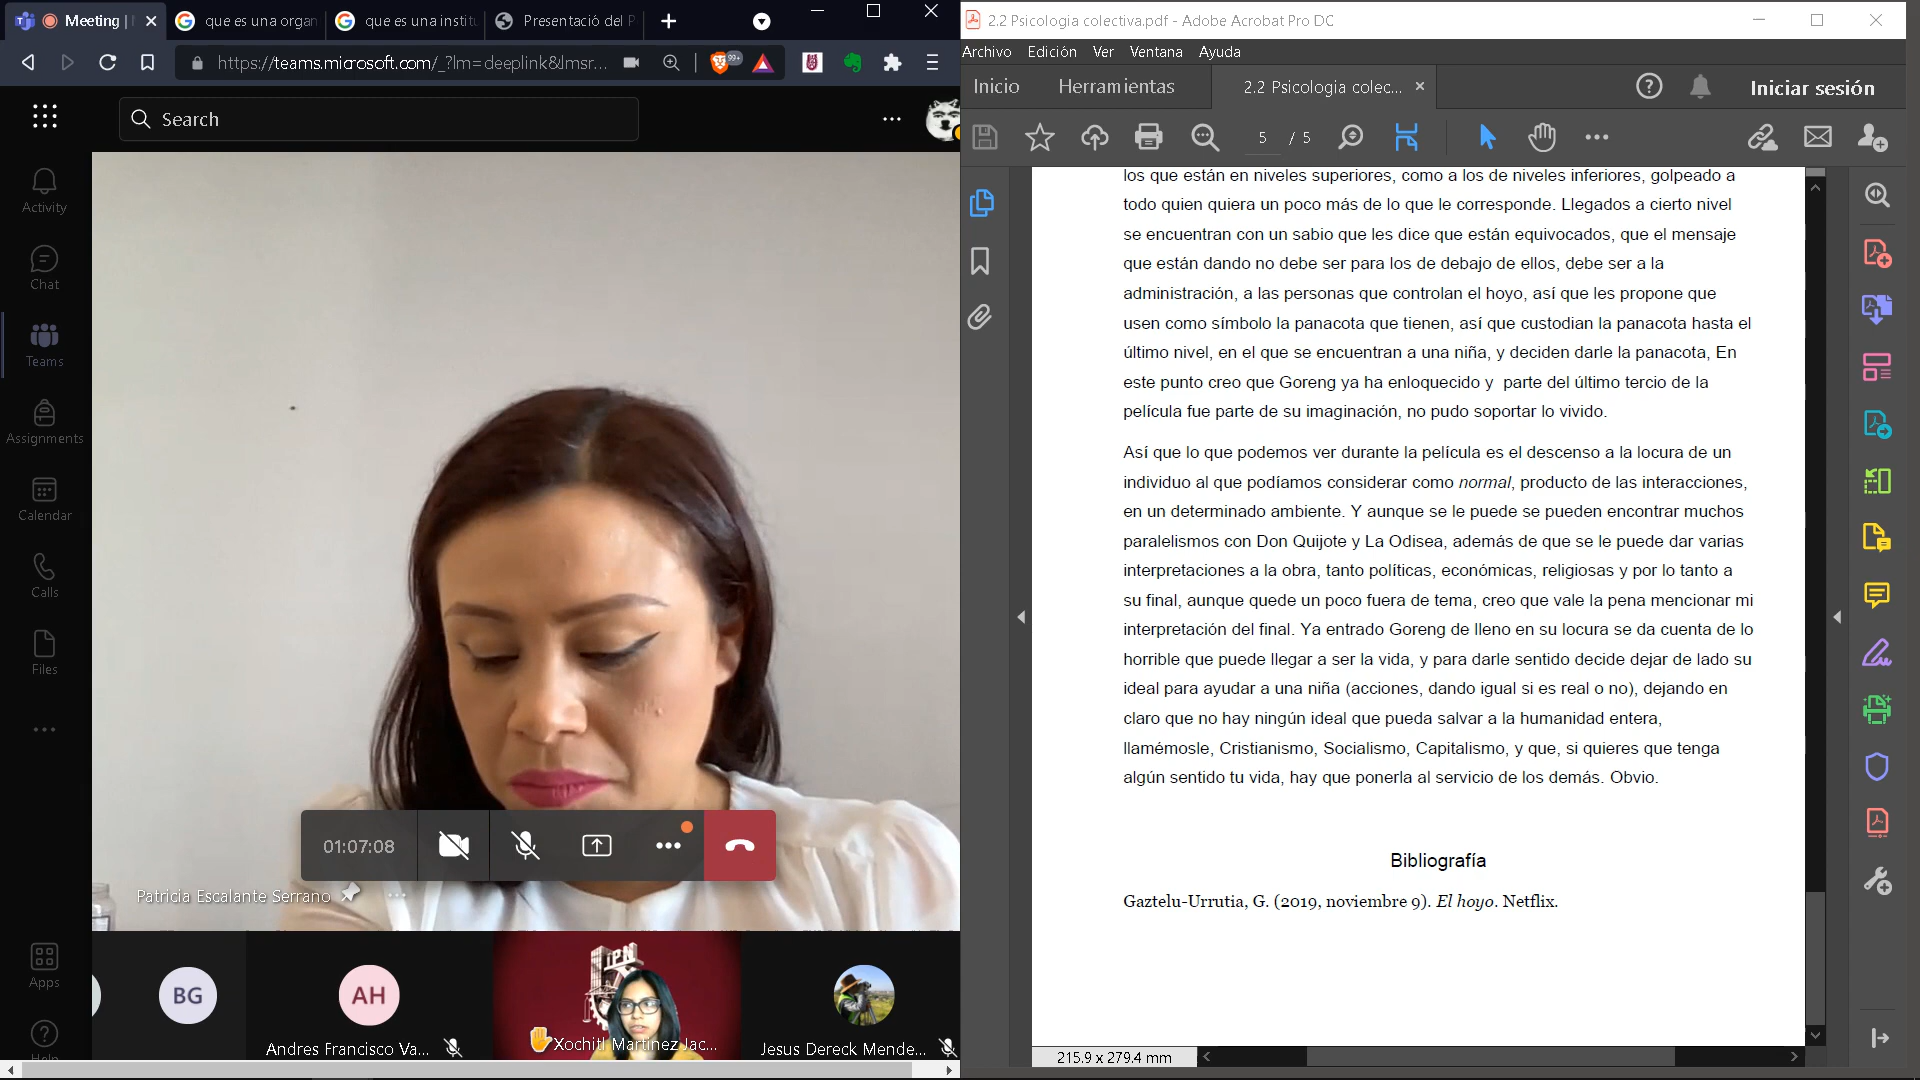 Meeting |
que es una organ
que es una institu
Presentació del P
https://teams.microsoft.com/_?lm=deeplink&lmsr...
99+
Search
Activity
Chat
Teams
Assignments
Calendar
Calls
Files
Apps
Help
01:07:08
Patricia Escalante Serrano
BG
AH
Andres Francisco Va...
IPN
Xochitl Martinez Jac...
Jesus Dereck Mende...
2.2 Psicologia colectiva.pdf - Adobe Acrobat Pro DC
Archivo Edición Ver Ventana Ayuda
Inicio Herramientas 2.2 Psicologia colec... Iniciar sesión
5 / 5
los que están en niveles superiores, como a los de niveles inferiores, golpeado a
todo quien quiera un poco más de lo que le corresponde. Llegados a cierto nivel
se encuentran con un sabio que les dice que están equivocados, que el mensaje
que están dando no debe ser para los de debajo de ellos, debe ser a la
administración, a las personas que controlan el hoyo, así que les propone que
usen como símbolo la panacota que tienen, así que custodian la panacota hasta el
último nivel, en el que se encuentran a una niña, y deciden darle la panacota, En
este punto creo que Goreng ya ha enloquecido y parte del último tercio de la
película fue parte de su imaginación, no pudo soportar lo vivido.
Así que lo que podemos ver durante la película es el descenso a la locura de un
individuo al que podíamos considerar como normal, producto de las interacciones,
en un determinado ambiente. Y aunque se le puede se pueden encontrar muchos
paralelismos con Don Quijote y La Odisea, además de que se le puede dar varias
interpretaciones a la obra, tanto políticas, económicas, religiosas y por lo tanto a
su final, aunque quede un poco fuera de tema, creo que vale la pena mencionar mi
interpretación del final. Ya entrado Goreng de lleno en su locura se da cuenta de lo
horrible que puede llegar a ser la vida, y para darle sentido decide dejar de lado su
ideal para ayudar a una niña (acciones, dando igual si es real o no), dejando en
claro que no hay ningún ideal que pueda salvar a la humanidad entera,
llamémosle, Cristianismo, Socialismo, Capitalismo, y que, si quieres que tenga
algún sentido tu vida, hay que ponerla al servicio de los demás. Obvio.
Bibliografía
Gaztelu-Urrutia, G. (2019, noviembre 9). El hoyo. Netflix.
215.9 x 279.4 mm